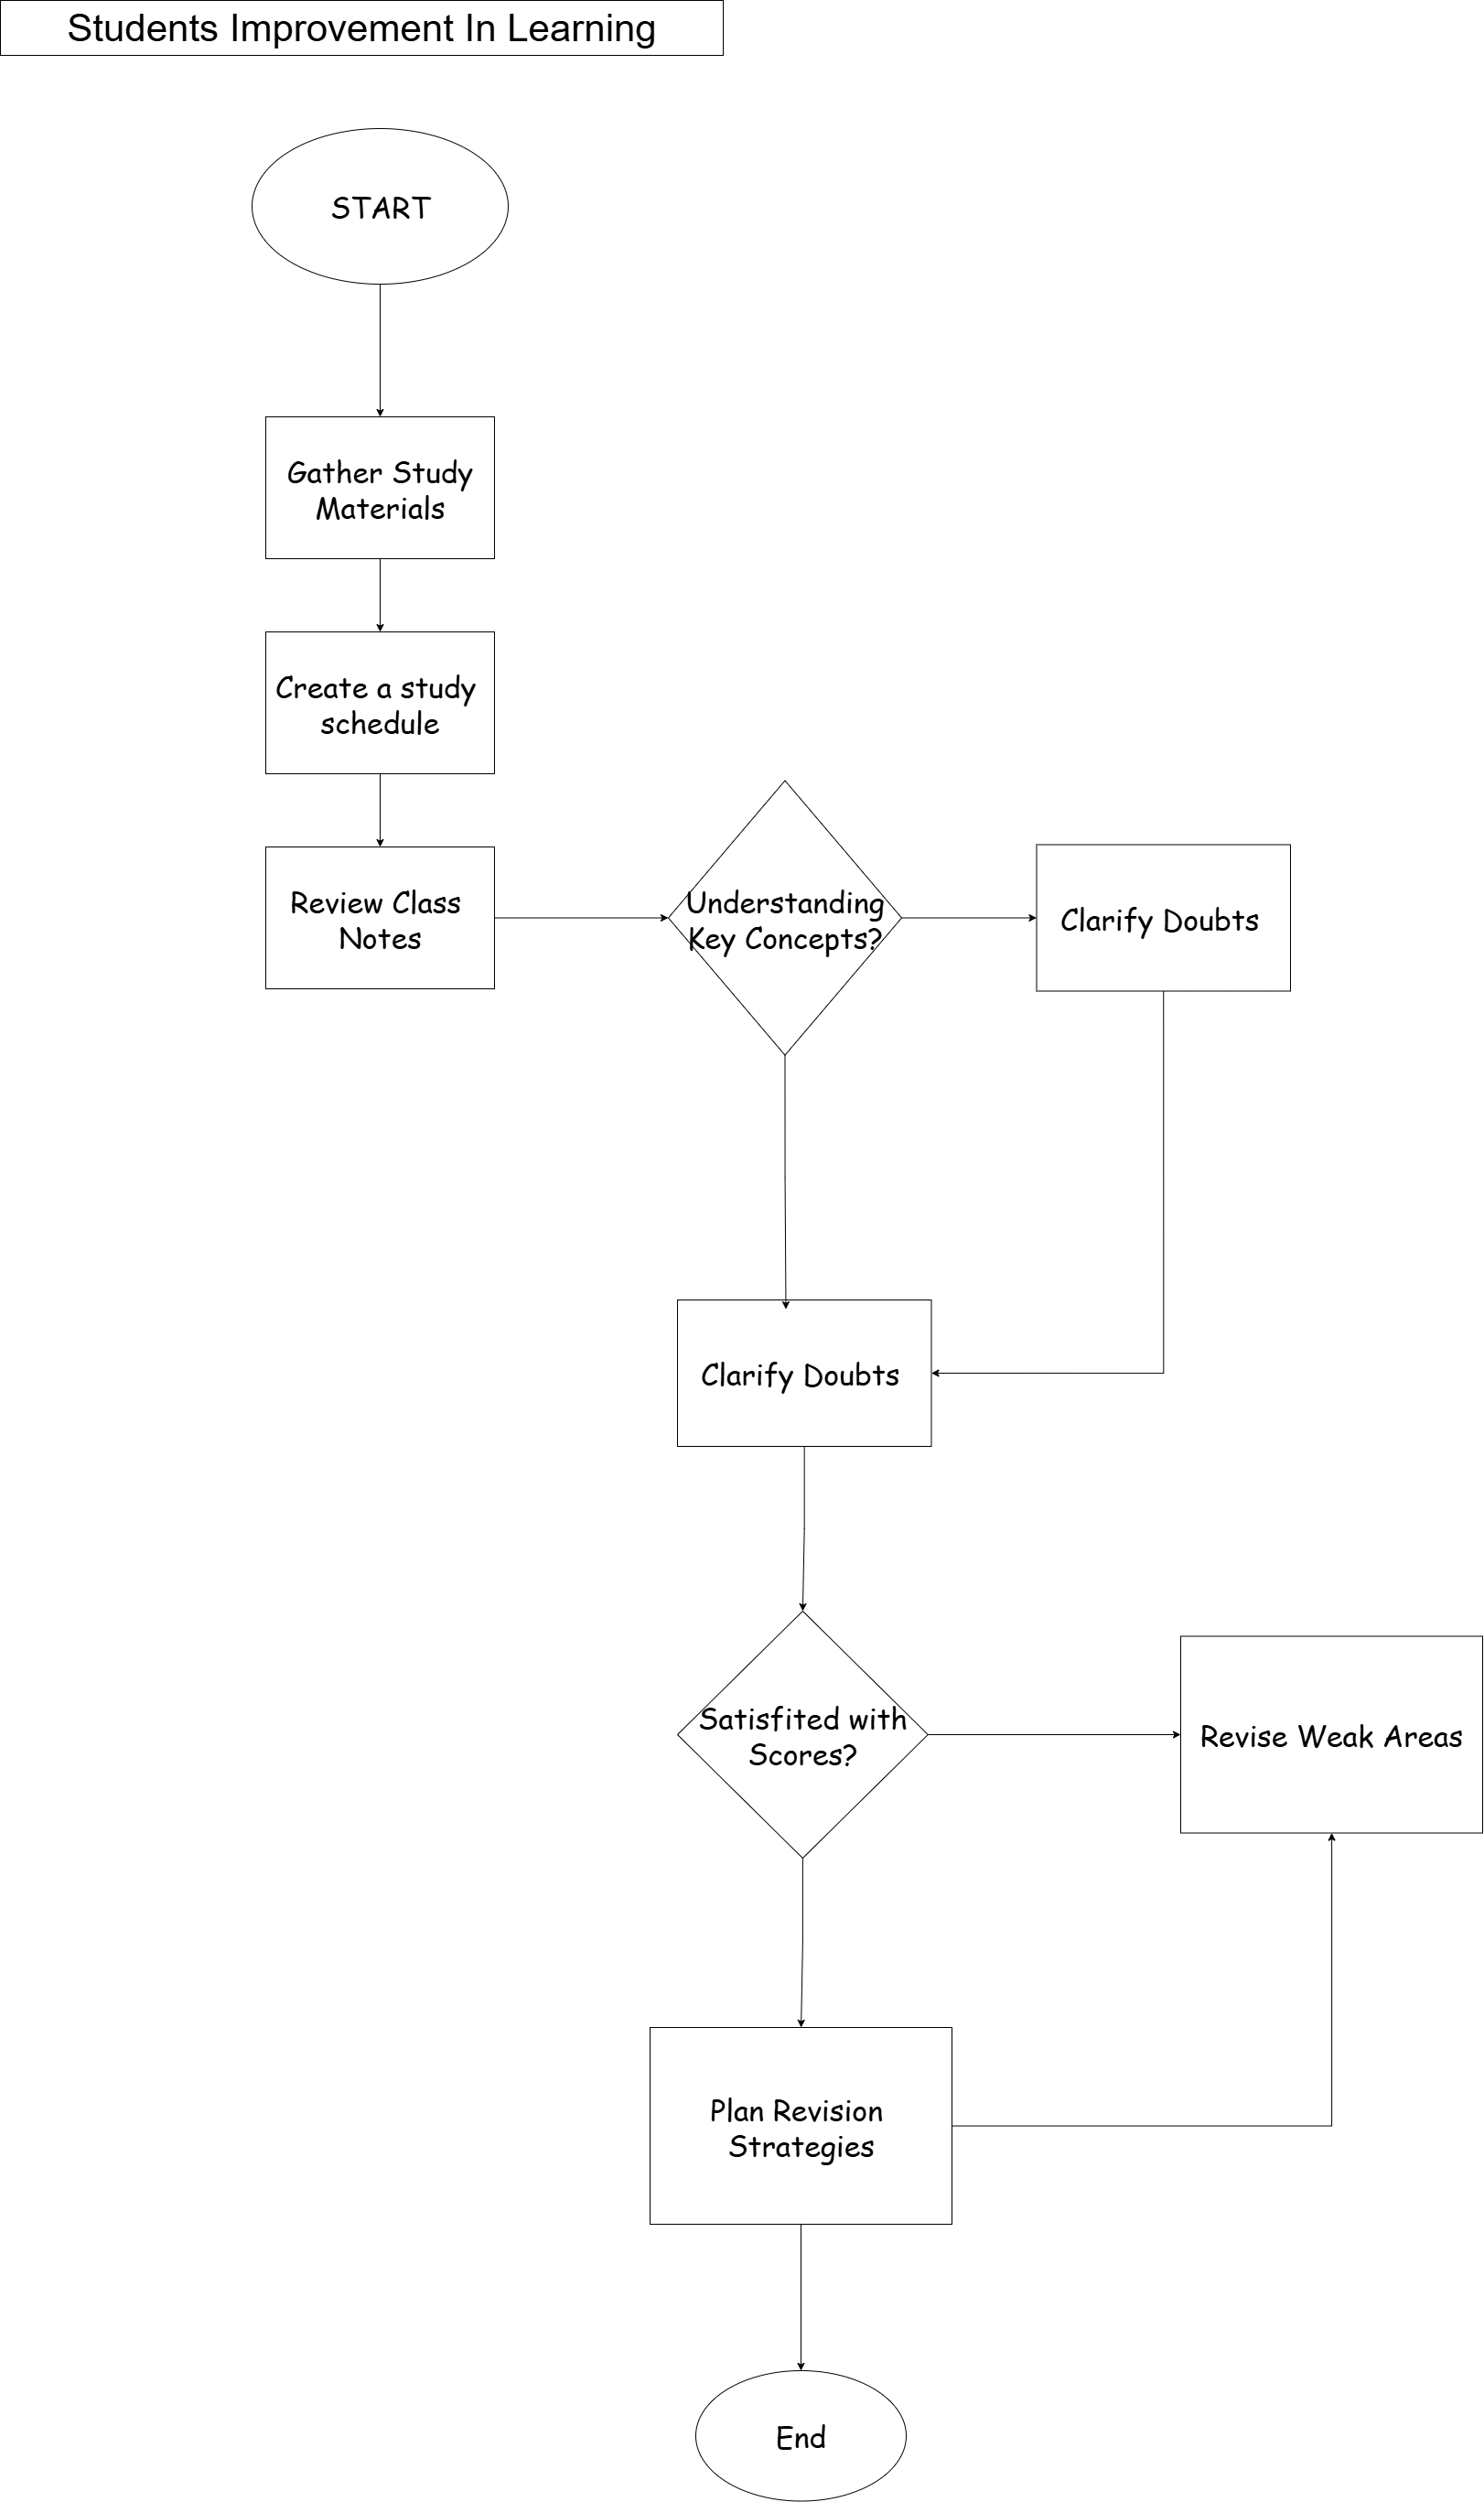 Students Improvement In Learning
START
Gather Study
Materials
Create a study
schedule
Review Class
Notes
Understanding
Key Concepts?
Clarify Doubts
Clarify Doubts
Satisfited with
Scores?
Revise Weak Areas
Plan Revision
Strategies
End